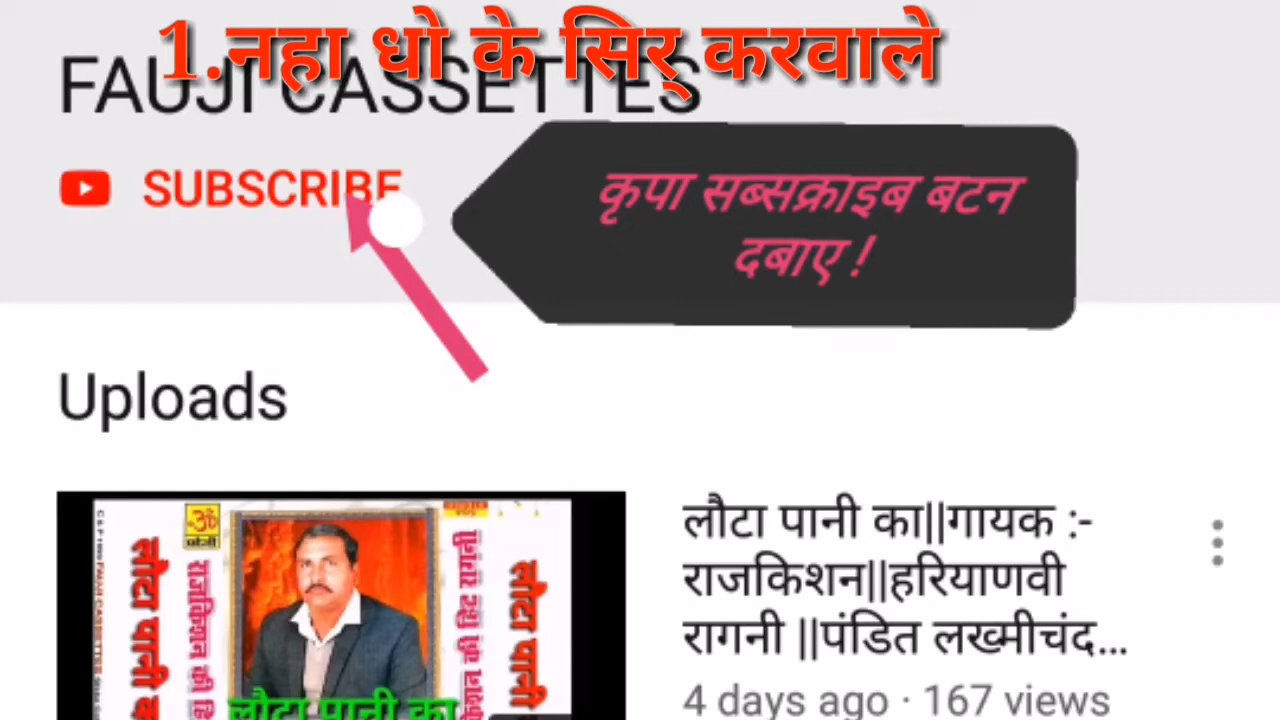 1.नहा धो के सिर् करवाले
FAUJI CASSETTES
SUBSCRIBE
कृपा सब्सक्राइब बटन
दबाए !
Uploads
लौटा पानी का||गायक :-
राजकिशन||हरियाणवी
रागनी ||पंडित लख्मीचंद...
4 days ago · 167 views
लौटा पानी का
लौटा पानी